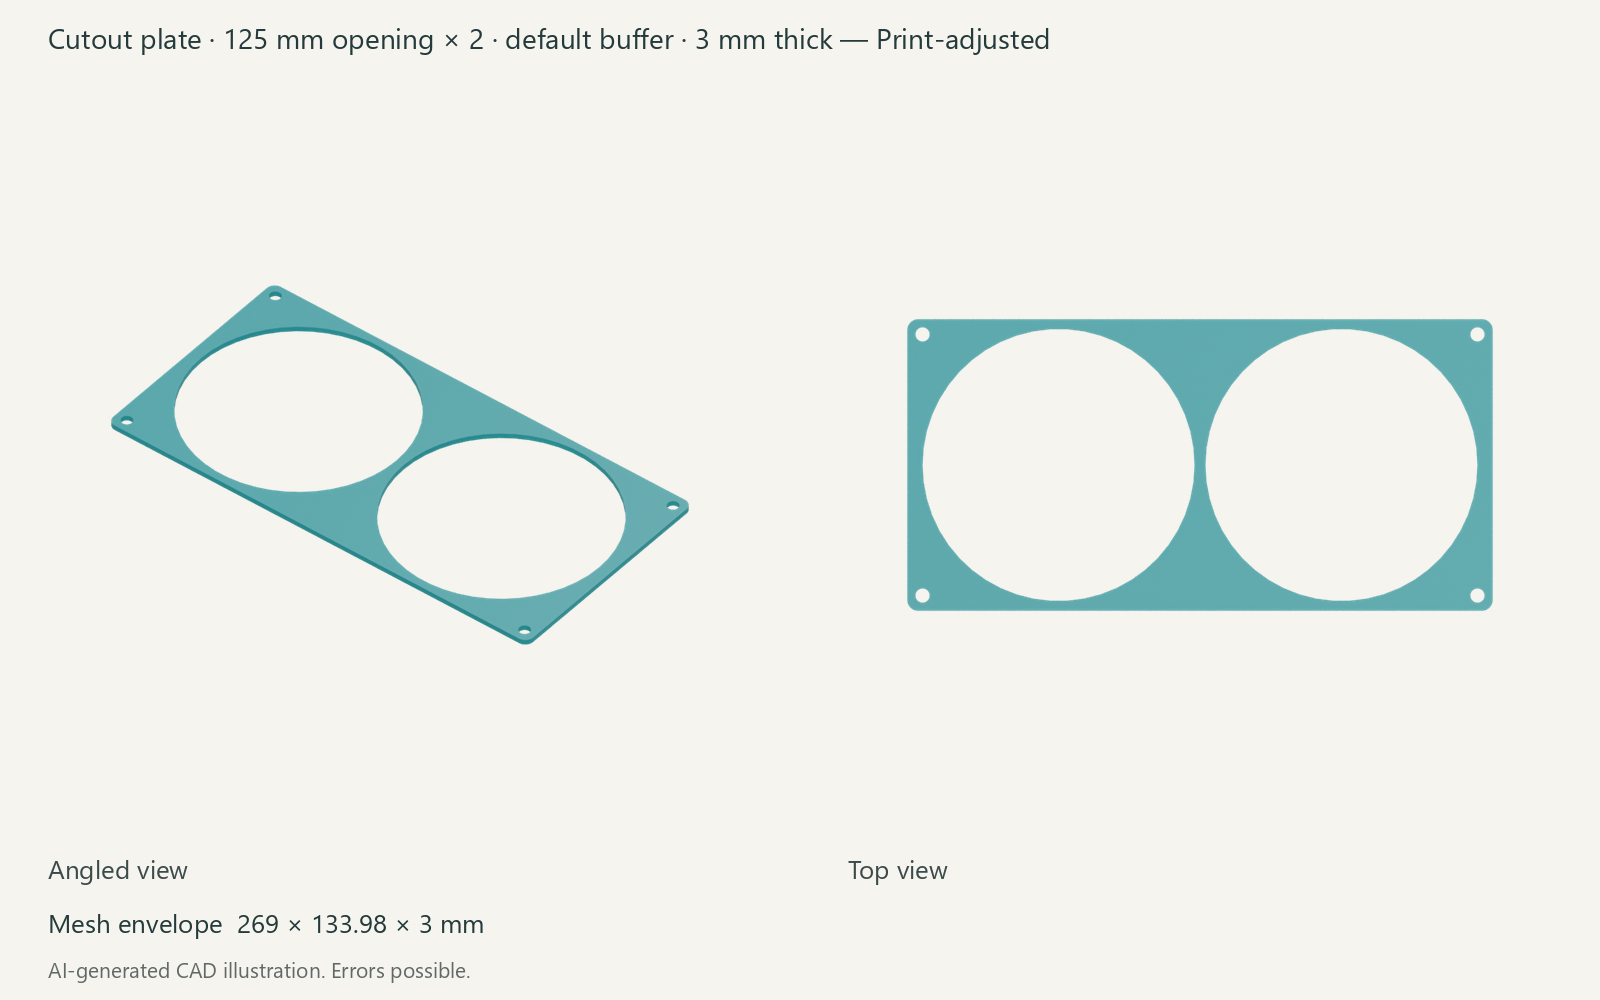 Cutout plate · 125 mm opening × 2 · default buffer · 3 mm thick — Print-adjusted
Angled view
Top view
Mesh envelope 269 × 133.98 × 3 mm
AI-generated CAD illustration. Errors possible.